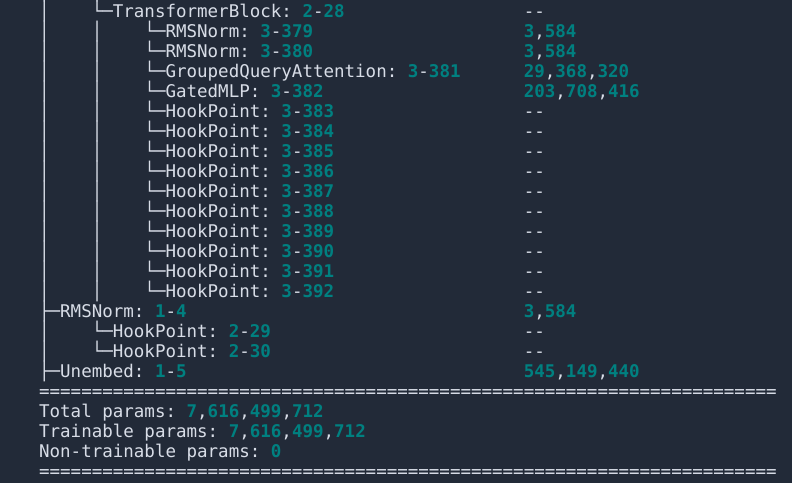 └─TransformerBlock: 2-28 --
└─RMSNorm: 3-379 3,584
└─RMSNorm: 3-380 3,584
└─GroupedQueryAttention: 3-381 29,368,320
└─GatedMLP: 3-382 203,708,416
└─HookPoint: 3-383 --
└─HookPoint: 3-384 --
└─HookPoint: 3-385 --
└─HookPoint: 3-386 --
└─HookPoint: 3-387 --
└─HookPoint: 3-388 --
└─HookPoint: 3-389 --
└─HookPoint: 3-390 --
└─HookPoint: 3-391 --
└─HookPoint: 3-392 --
├─RMSNorm: 1-4 3,584
└─HookPoint: 2-29 --
└─HookPoint: 2-30 --
├─Unembed: 1-5 545,149,440
==========================================================================================
Total params: 7,616,499,712
Trainable params: 7,616,499,712
Non-trainable params: 0
==========================================================================================